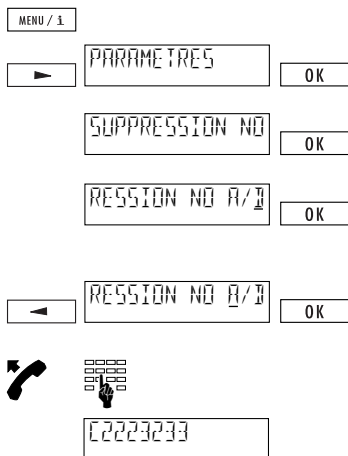 MENU / i
PARAMETRES
OK
SUPPRESSION NO
OK
RESSION NO A/D
OK
RESSION NO A/D
OK
C2223233